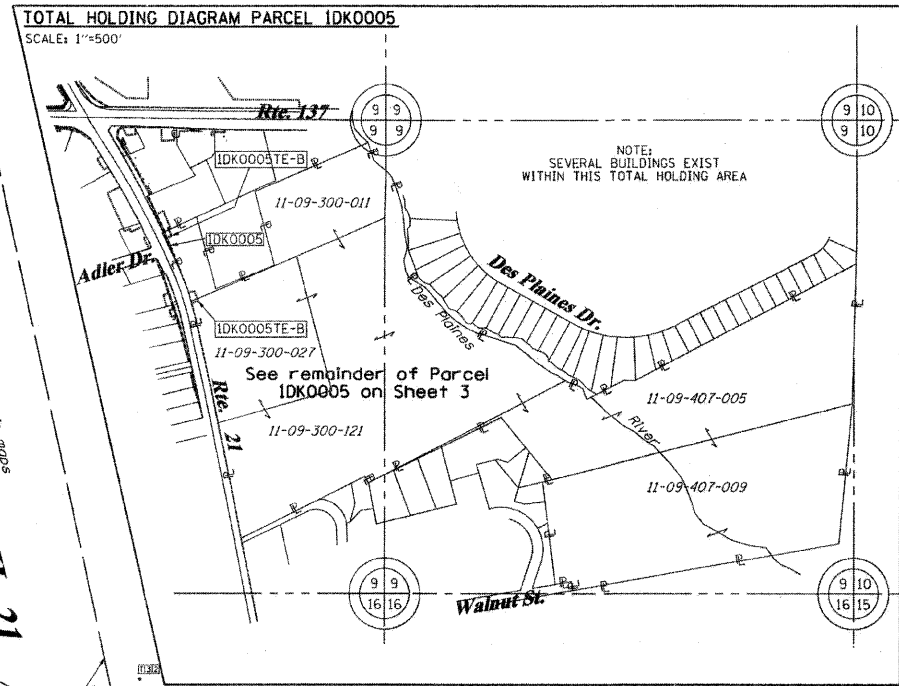 TOTAL HOLDING DIAGRAM PARCEL 1DK0005
SCALE: 1"=500'
Rte. 137
9 9
9 9
9 10
9 10
NOTE:
SEVERAL BUILDINGS EXIST
WITHIN THIS TOTAL HOLDING AREA
1DK0005TE-B
11-09-300-011
1DK0005
Adler Dr.
Des Plaines Dr.
Des Plaines
1DK0005TE-B
11-09-300-027
See remainder of Parcel
1DK0005 on Sheet 3
Rte. 21
11-09-300-121
11-09-407-005
River
11-09-407-009
maps
21
9 9
16 16
9 10
16 15
Walnut St.